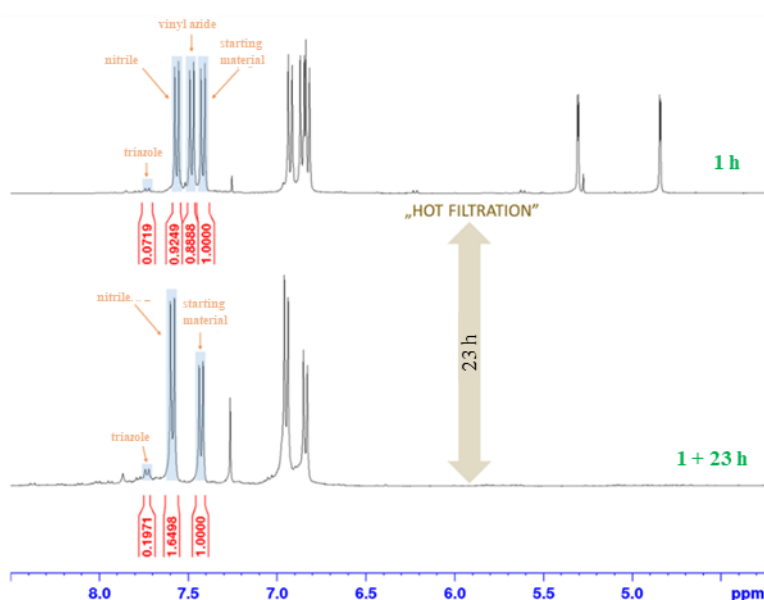 vinyl azide
nitrile
starting
material
triazole
1 h
0.0719
0.9249
0.8888
1.0000
„HOT FILTRATION”
23 h
nitrile
starting
material
triazole
1 + 23 h
0.1971
1.6498
1.0000
8.0 7.5 7.0 6.5 6.0 5.5 5.0 ppm